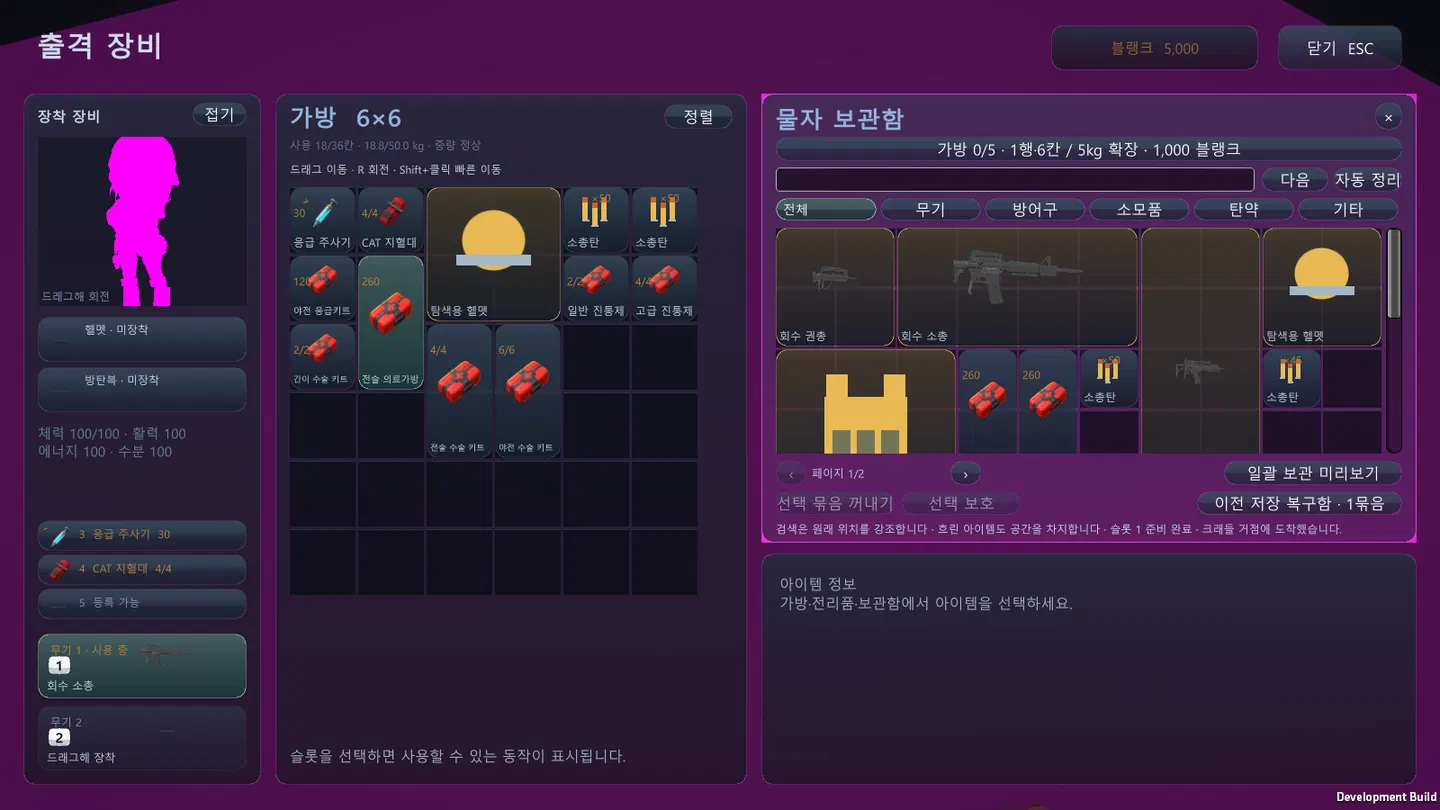 출격 장비
블랭크 5,000
닫기 ESC
장착 장비
접기
드래그해 회전
헬멧 · 미장착
방탄복 · 미장착
체력 100/100 · 활력 100
에너지 100 · 수분 100
3 응급 주사기 30
4 CAT 지혈대 4/4
5 등록 가능
무기 1 · 사용 중
1
회수 소총
무기 2
2
드래그해 장착
가방 6×6
정렬
사용 18/36칸 · 18.8/50.0 kg · 중량 정상
드래그 이동 · R 회전 · Shift+클릭 빠른 이동
30
응급 주사기
4/4
CAT 지혈대
탐색용 헬멧
×50
소총탄
×50
소총탄
120
야전 응급키트
260
전술 의료가방
2/2
일반 진통제
4/4
고급 진통제
2/2
간이 수술 키트
4/4
전술 수술 키트
6/6
야전 수술 키트
슬롯을 선택하면 사용할 수 있는 동작이 표시됩니다.
물자 보관함
×
가방 0/5 · 1행·6칸 / 5kg 확장 · 1,000 블랭크
다음
자동 정리
전체
무기
방어구
소모품
탄약
기타
회수 권총
회수 소총
탐색용 헬멧
260
260
×50
소총탄
×46
소총탄
‹
페이지 1/2
›
일괄 보관 미리보기
선택 묶음 꺼내기
선택 보호
이전 저장 복구함 · 1묶음
검색은 원래 위치를 강조합니다 · 흐린 아이템도 공간을 차지합니다 · 슬롯 1 준비 완료 · 크래들 거점에 도착했습니다.
아이템 정보
가방·전리품·보관함에서 아이템을 선택하세요.
Development Build